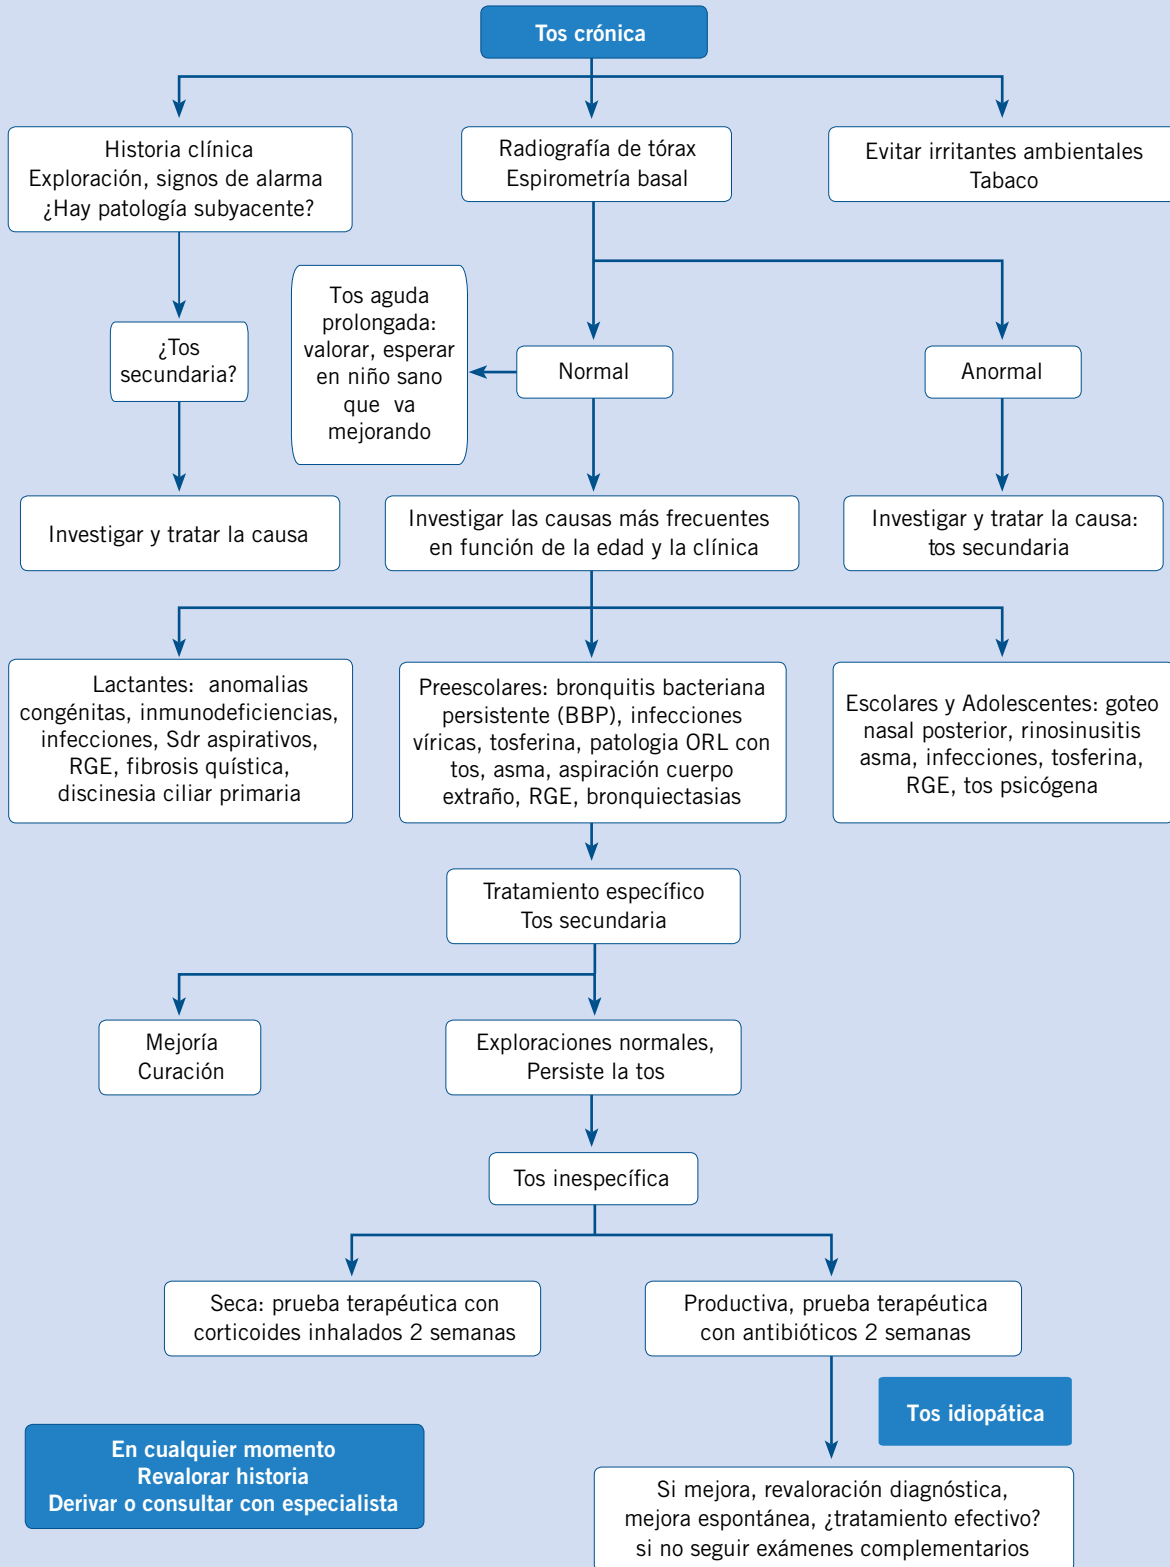 Tos crónica
Historia clínica
Exploración, signos de alarma
¿Hay patología subyacente?
Radiografía de tórax
Espirometría basal
Evitar irritantes ambientales
Tabaco
¿Tos
secundaria?
Tos aguda
prolongada:
valorar, esperar
en niño sano
que va
mejorando
Normal
Anormal
Investigar y tratar la causa
Investigar las causas más frecuentes
en función de la edad y la clínica
Investigar y tratar la causa:
tos secundaria
Lactantes: anomalias
congénitas, inmunodeficiencias,
infecciones, Sdr aspirativos,
RGE, fibrosis quística,
discinesia ciliar primaria
Preescolares: bronquitis bacteriana
persistente (BBP), infecciones
víricas, tosferina, patologia ORL con
tos, asma, aspiración cuerpo
extraño, RGE, bronquiectasias
Escolares y Adolescentes: goteo
nasal posterior, rinosinusitis
asma, infecciones, tosferina,
RGE, tos psicógena
Tratamiento específico
Tos secundaria
Mejoría
Curación
Exploraciones normales,
Persiste la tos
Tos inespecífica
Seca: prueba terapéutica con
corticoides inhalados 2 semanas
Productiva, prueba terapéutica
con antibióticos 2 semanas
Tos idiopática
En cualquier momento
Revalorar historia
Derivar o consultar con especialista
Si mejora, revaloración diagnóstica,
mejora espontánea, ¿tratamiento efectivo?
si no seguir exámenes complementarios